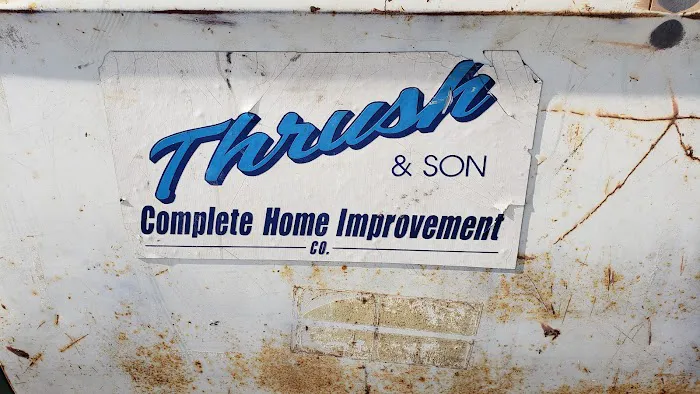 Thrush
& SON
Complete Home Improvement
CO.